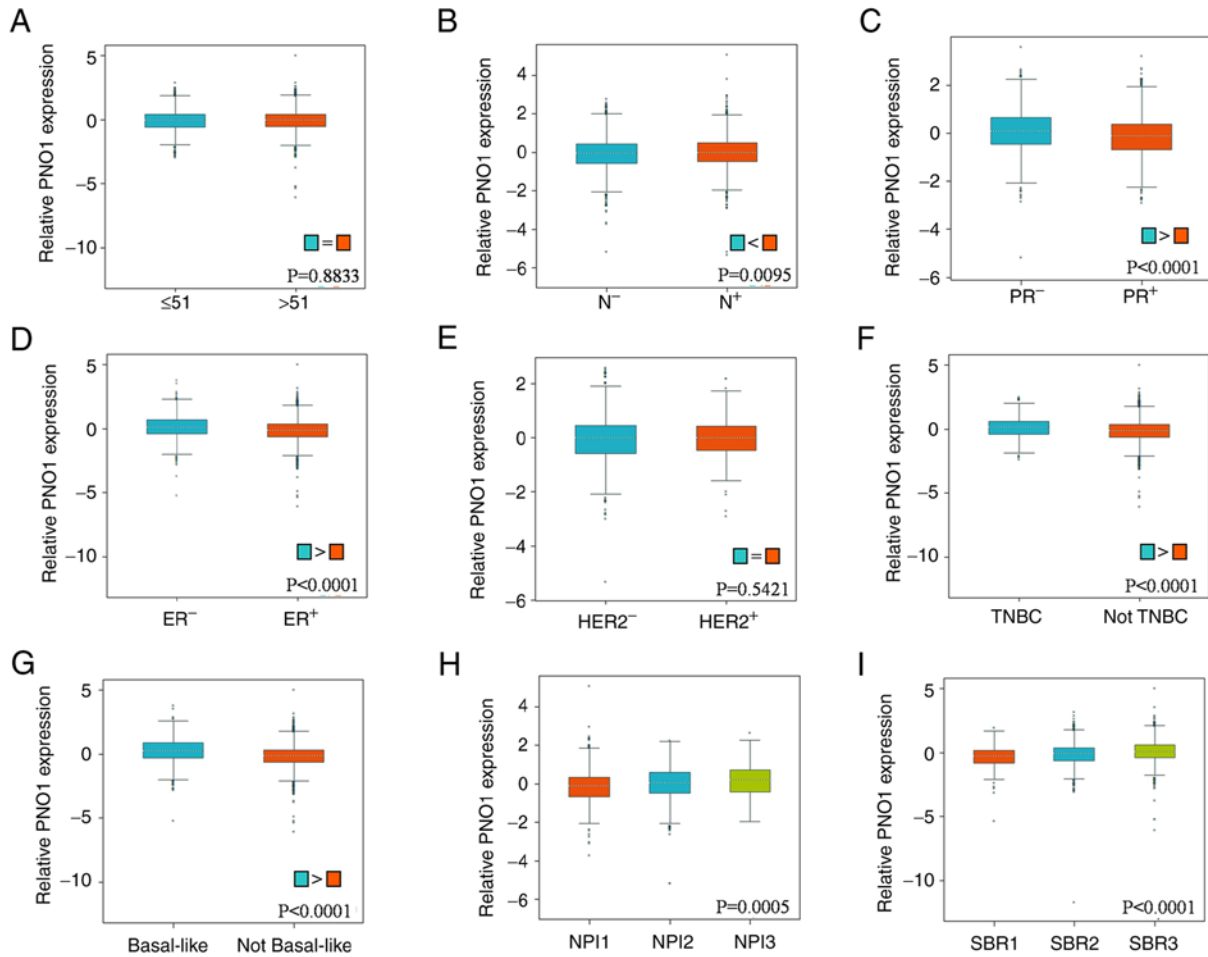 A
Relative PNO1 expression
5
0
−5
−10
=
P=0.8833
≤51 >51
B
Relative PNO1 expression
4
2
0
−2
−4
−6
<
P=0.0095
N− N+
C
Relative PNO1 expression
2
0
−2
−4
−6
>
P<0.0001
PR− PR+
D
Relative PNO1 expression
5
0
−5
−10
>
P<0.0001
ER− ER+
E
Relative PNO1 expression
2
0
−2
−4
−6
=
P=0.5421
HER2− HER2+
F
Relative PNO1 expression
5
0
−5
−10
>
P<0.0001
TNBC Not TNBC
G
Relative PNO1 expression
5
0
−5
−10
>
P<0.0001
Basal-like Not Basal-like
H
Relative PNO1 expression
4
2
0
−2
−4
−6
P=0.0005
NPI1 NPI2 NPI3
I
Relative PNO1 expression
5
0
−5
−10
P<0.0001
SBR1 SBR2 SBR3